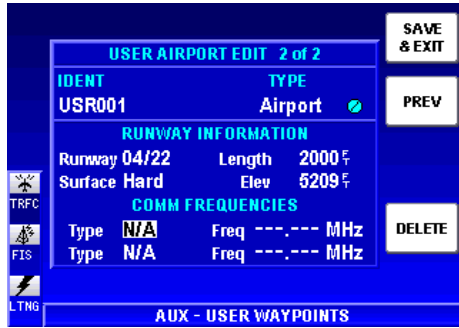 SAVE
& EXIT
USER AIRPORT EDIT 2 of 2
IDENT TYPE
USR001 Airport
PREV
RUNWAY INFORMATION
Runway 04/22 Length 2000 FT
Surface Hard Elev 5209 FT
TRFC
COMM FREQUENCIES
Type N/A Freq ---.--- MHz
DELETE
Type N/A Freq ---.--- MHz
FIS
LTNG
AUX - USER WAYPOINTS